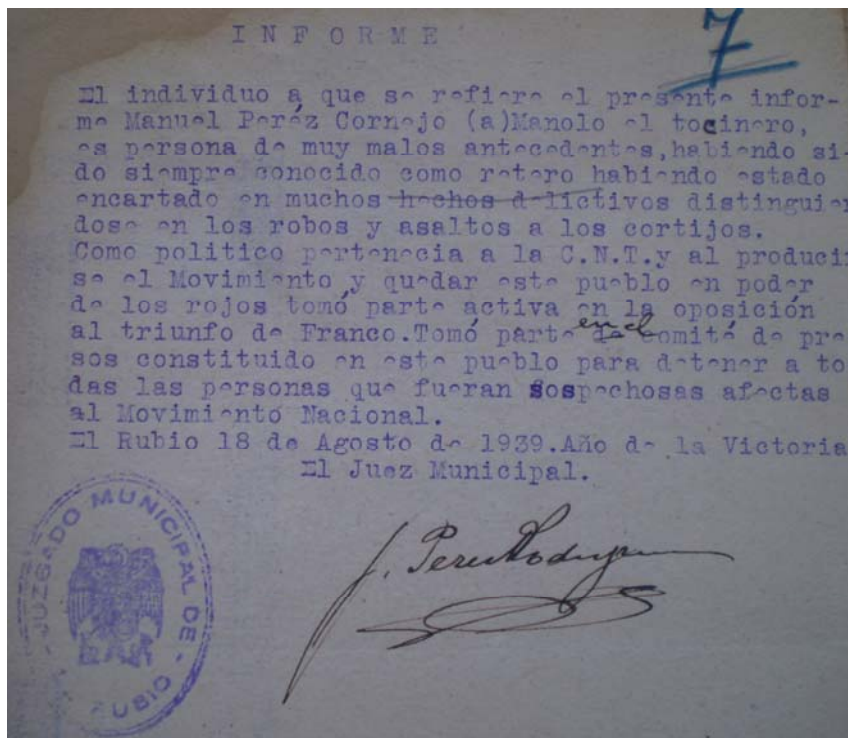 INFORME
7
El individuo a que se refiere el presente infor-
me Manuel Peréz Cornejo (a)Manolo el tocinero,
es persona de muy malos antecedentes,habiendo si-
do siempre conocido como ratero habiendo estado
encartado en muchos hechos delictivos distinguien
dose en los robos y asaltos a los cortijos.
Como politico pertenecia a la C.N.T.y al producir
se el Movimiento y quedar este pueblo en poder
de los rojos tomó parte activa en la oposición
al triunfo de Franco.Tomó parte en el comité de pre
sos constituido en este pueblo para detener a to
das las personas que fueran sospechosas afectas
al Movimiento Nacional.
El Rubio 18 de Agosto de 1939.Año de la Victoria
El Juez Municipal.
JUZGADO MUNICIPAL DE
RUBIO
J. Perez Rodriguez